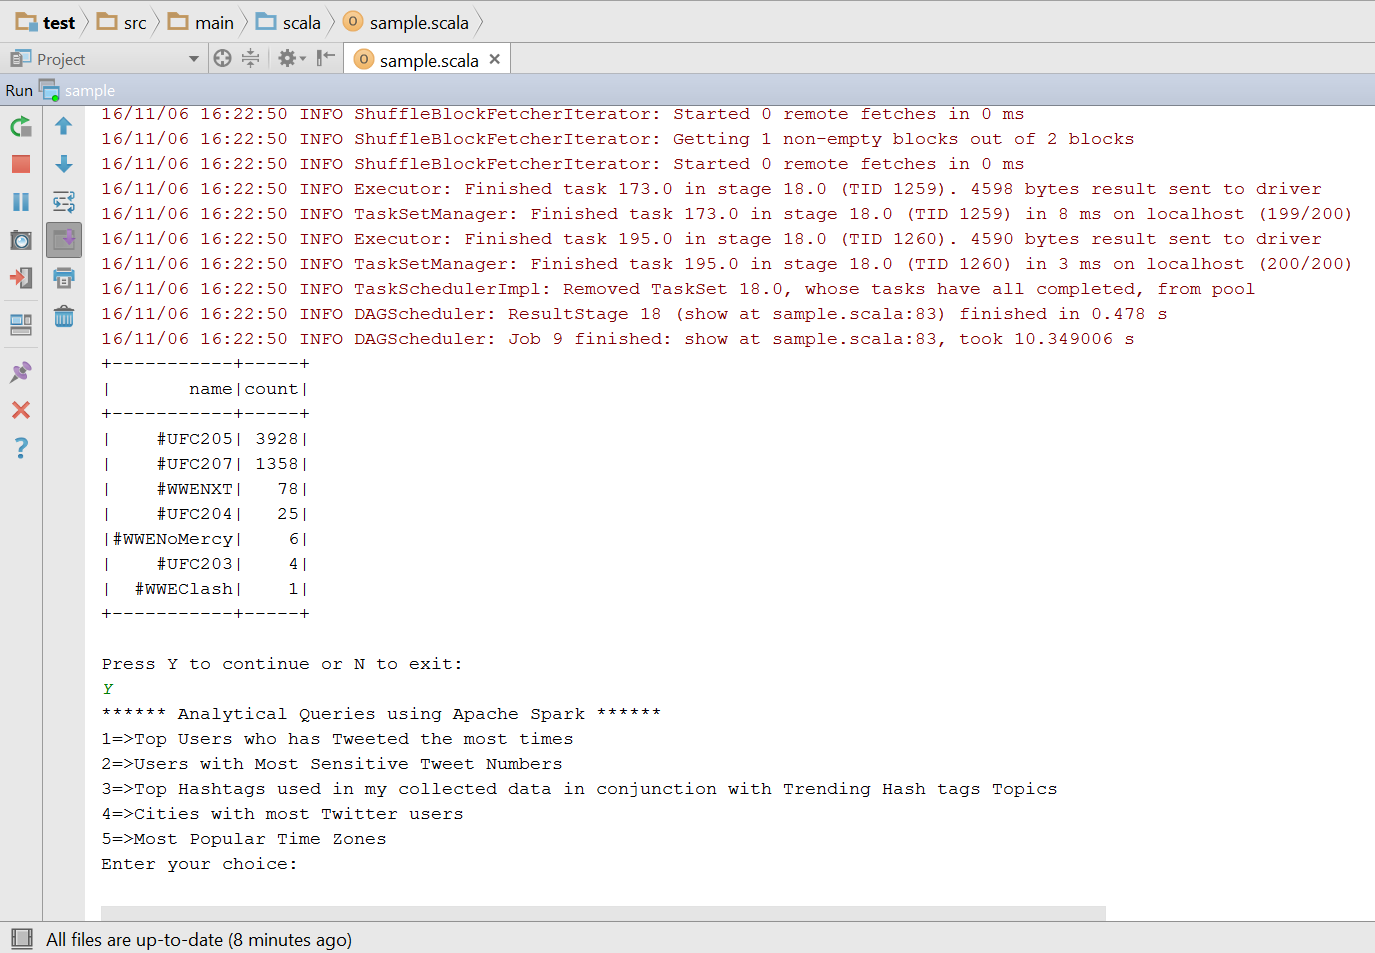 test src main scala sample.scala
Project sample.scala
Run sample
16/11/06 16:22:50 INFO ShuffleBlockFetcherIterator: Started 0 remote fetches in 0 ms
16/11/06 16:22:50 INFO ShuffleBlockFetcherIterator: Getting 1 non-empty blocks out of 2 blocks
16/11/06 16:22:50 INFO ShuffleBlockFetcherIterator: Started 0 remote fetches in 0 ms
16/11/06 16:22:50 INFO Executor: Finished task 173.0 in stage 18.0 (TID 1259). 4598 bytes result sent to driver
16/11/06 16:22:50 INFO TaskSetManager: Finished task 173.0 in stage 18.0 (TID 1259) in 8 ms on localhost (199/200)
16/11/06 16:22:50 INFO Executor: Finished task 195.0 in stage 18.0 (TID 1260). 4590 bytes result sent to driver
16/11/06 16:22:50 INFO TaskSetManager: Finished task 195.0 in stage 18.0 (TID 1260) in 3 ms on localhost (200/200)
16/11/06 16:22:50 INFO TaskSchedulerImpl: Removed TaskSet 18.0, whose tasks have all completed, from pool
16/11/06 16:22:50 INFO DAGScheduler: ResultStage 18 (show at sample.scala:83) finished in 0.478 s
16/11/06 16:22:50 INFO DAGScheduler: Job 9 finished: show at sample.scala:83, took 10.349006 s
+-----------+-----+
|       name|count|
+-----------+-----+
|    #UFC205| 3928|
|    #UFC207| 1358|
|    #WWENXT|   78|
|    #UFC204|   25|
|#WWENoMercy|    6|
|    #UFC203|    4|
|  #WWEClash|    1|
+-----------+-----+
Press Y to continue or N to exit:
Y
****** Analytical Queries using Apache Spark ******
1=>Top Users who has Tweeted the most times
2=>Users with Most Sensitive Tweet Numbers
3=>Top Hashtags used in my collected data in conjunction with Trending Hash tags Topics
4=>Cities with most Twitter users
5=>Most Popular Time Zones
Enter your choice:
All files are up-to-date (8 minutes ago)